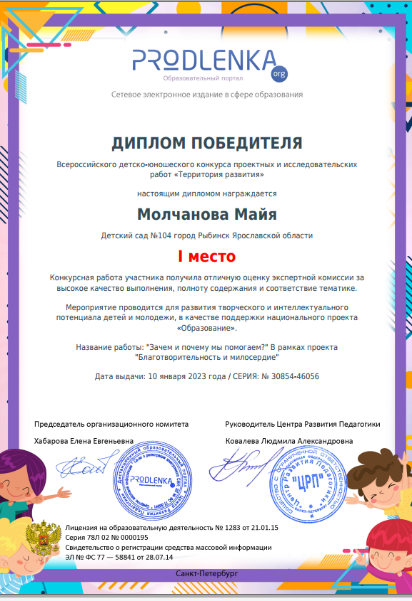 PRODLENKA
org
Образовательный портал
Сетевое электронное издание в сфере образования
ДИПЛОМ ПОБЕДИТЕЛЯ
Всероссийского детско-юношеского конкурса проектных и исследовательских
работ «Территория развития»
настоящим дипломом награждается
Молчанова Майя
Детский сад №104 город Рыбинск Ярославской области
I место
Конкурсная работа участника получила отличную оценку экспертной комиссии за
высокое качество выполнения, полноту содержания и соответствие тематике.
Мероприятие проводится для развития творческого и интеллектуального
потенциала детей и молодежи, в качестве поддержки национального проекта
«Образование».
Название работы: "Зачем и почему мы помогаем?" В рамках проекта
"Благотворительность и милосердие"
Дата выдачи: 10 января 2023 года / СЕРИЯ: № 30854-46056
Председатель организационного комитета
Руководитель Центра Развития Педагогики
Хабарова Елена Евгеньевна
Ковалева Людмила Александровна
PRODLENKA
"ЦРП"
Лицензия на образовательную деятельность № 1283 от 21.01.15
Серия 78Л 02 № 0000195
Свидетельство о регистрации средства массовой информации
ЭЛ № ФС 77 — 58841 от 28.07.14
Санкт-Петербург